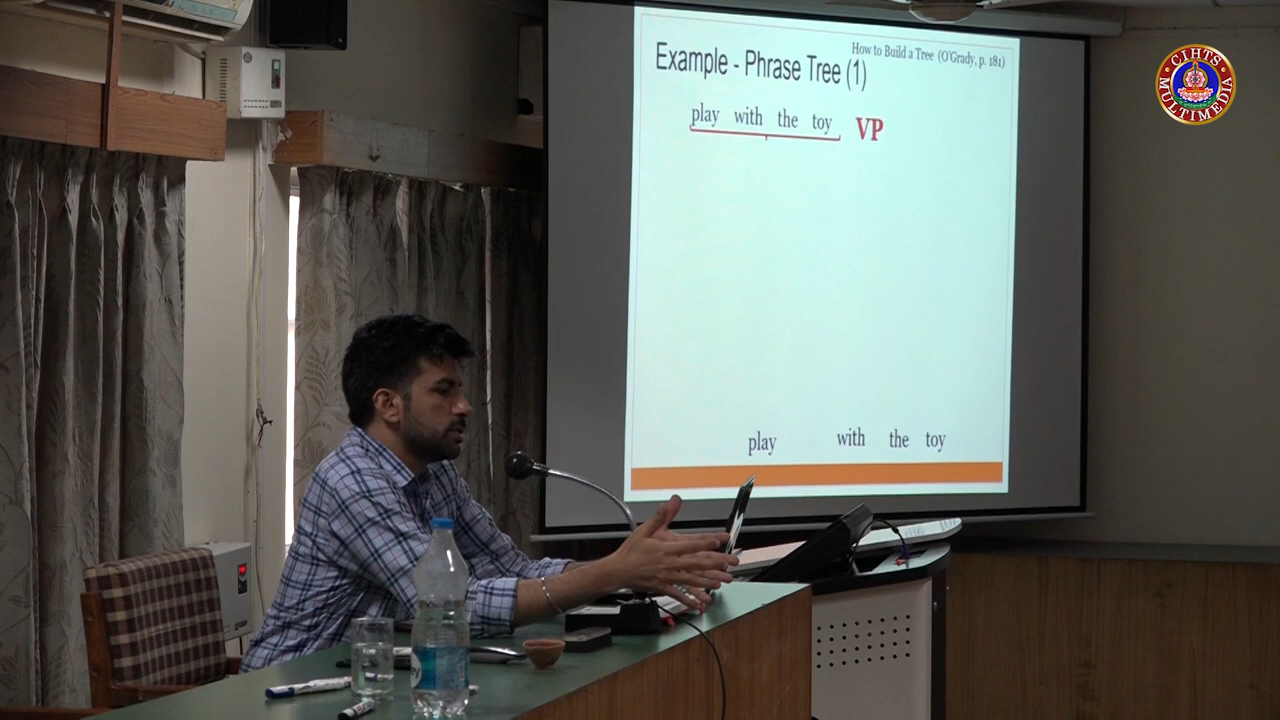 How to Build a Tree (O'Grady, p. 181)
Example - Phrase Tree (1)
play with the toy VP
play with the toy
CIHTS
MULTIMEDIA